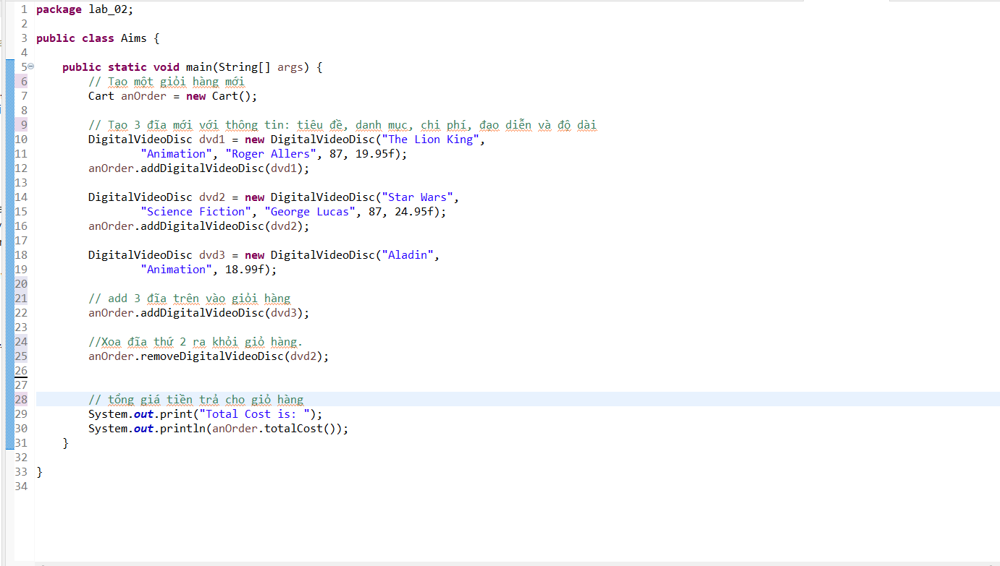 1 package lab_02;
2
3 public class Aims {
4
5 public static void main(String[] args) {
6 // Tạo một giỏi hàng mới
7 Cart anOrder = new Cart();
8
9 // Tạo 3 đĩa mới với thông tin: tiêu đề, danh mục, chi phí, đạo diễn và độ dài
10 DigitalVideoDisc dvd1 = new DigitalVideoDisc("The Lion King",
11 "Animation", "Roger Allers", 87, 19.95f);
12 anOrder.addDigitalVideoDisc(dvd1);
13
14 DigitalVideoDisc dvd2 = new DigitalVideoDisc("Star Wars",
15 "Science Fiction", "George Lucas", 87, 24.95f);
16 anOrder.addDigitalVideoDisc(dvd2);
17
18 DigitalVideoDisc dvd3 = new DigitalVideoDisc("Aladin",
19 "Animation", 18.99f);
20
21 // add 3 đĩa trên vào giỏi hàng
22 anOrder.addDigitalVideoDisc(dvd3);
23
24 //Xoa đĩa thứ 2 ra khỏi giỏ hàng.
25 anOrder.removeDigitalVideoDisc(dvd2);
26
27
28 // tổng giá tiền trả cho giỏ hàng
29 System.out.print("Total Cost is: ");
30 System.out.println(anOrder.totalCost());
31 }
32
33 }
34